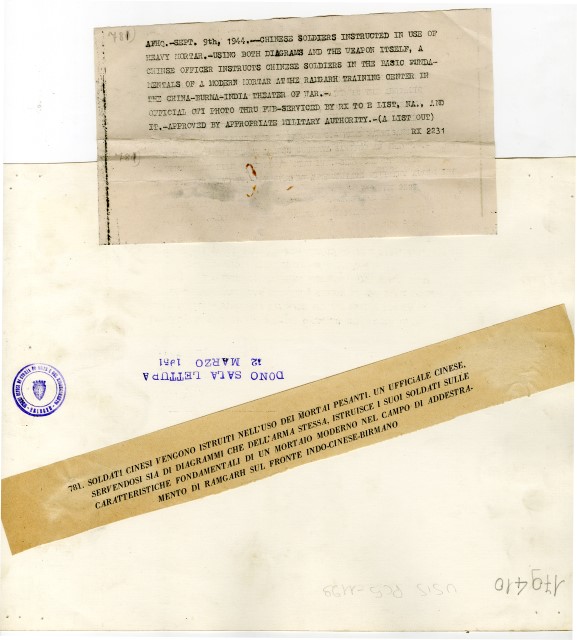 781)
AFHQ.-SEPT. 9th, 1944.--CHINESE SOLDIERS INSTRUCTED IN USE OF
HEAVY MORTAR.-USING BOTH DIAGRAMS AND THE WEAPON ITSELF, A
CHINESE OFFICER INSTRUCTS CHINESE SOLDIERS IN THE BASIC FUNDA-
MENTALS OF A MODERN MORTAR AT THE RAMGARH TRAINING CENTER IN
THE CHINA-BURMA-INDIA THEATER OF WAR.-.
OFFICIAL OWI PHOTO THRU PWB-SERVICED BY RX TO B LIST, NA., AND
IT.-APPROVED BY APPROPRIATE MILITARY AUTHORITY.-(A LIST OUT)
RX 2231
781)
DONO SALA LETTURA
12 MARZO 1951
781. SOLDATI CINESI VENGONO ISTRUITI NELL'USO DEI MORTAI PESANTI. UN UFFICIALE CINESE,
SERVENDOSI SIA DI DIAGRAMMI CHE DELL'ARMA STESSA, ISTRUISCE I SUOI SOLDATI SULLE
CARATTERISTICHE FONDAMENTALI DI UN MORTAIO MODERNO NEL CAMPO DI ADDESTRA-
MENTO DI RAMGARH SUL FRONTE INDO-CINESE-BIRMANO
179410